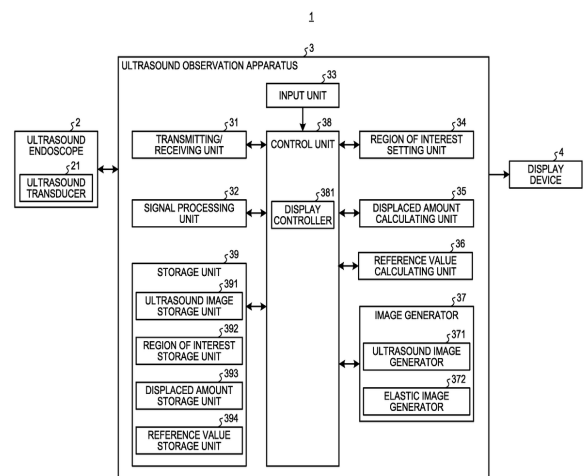 1
3
ULTRASOUND OBSERVATION APPARATUS
33
INPUT UNIT
2
ULTRASOUND
ENDOSCOPE
21
ULTRASOUND
TRANSDUCER
31
TRANSMITTING/
RECEIVING UNIT
38
CONTROL UNIT
34
REGION OF INTEREST
SETTING UNIT
4
DISPLAY
DEVICE
32
SIGNAL PROCESSING
UNIT
381
DISPLAY
CONTROLLER
35
DISPLACED AMOUNT
CALCULATING UNIT
36
REFERENCE VALUE
CALCULATING UNIT
39
STORAGE UNIT
391
ULTRASOUND IMAGE
STORAGE UNIT
392
REGION OF INTEREST
STORAGE UNIT
393
DISPLACED AMOUNT
STORAGE UNIT
394
REFERENCE VALUE
STORAGE UNIT
37
IMAGE GENERATOR
371
ULTRASOUND IMAGE
GENERATOR
372
ELASTIC IMAGE
GENERATOR